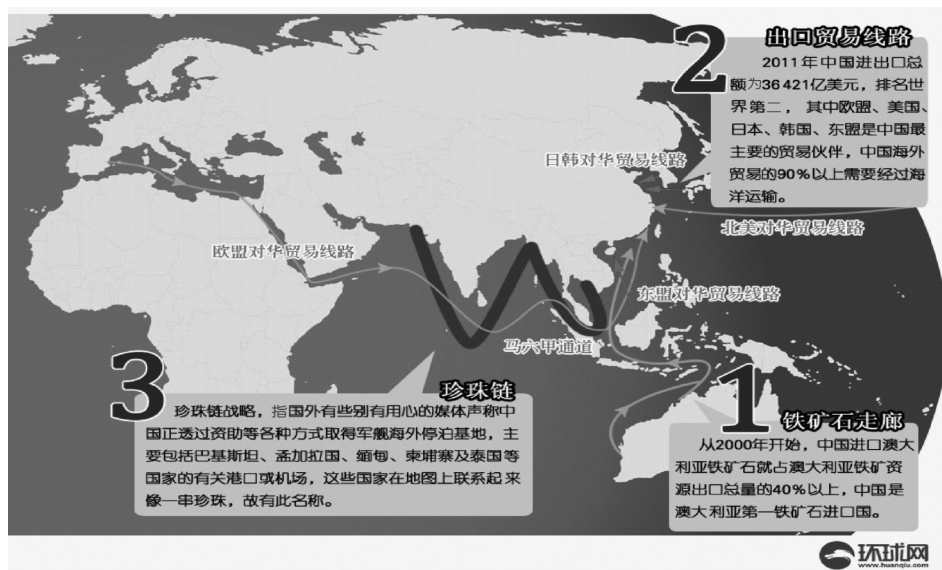 2 出口贸易线路
2011年中国进出口总
额为36421亿美元，排名世
界第二，其中欧盟、美国、
日本、韩国、东盟是中国最
主要的贸易伙伴，中国海外
贸易的90%以上需要经过海
洋运输。
日韩对华贸易线路
北美对华贸易线路
欧盟对华贸易线路
东盟对华贸易线路
马六甲通道
3 珍珠链
珍珠链战略，指国外有些别有用心的媒体声称中
国正透过资助等各种方式取得军舰海外停泊基地，主
要包括巴基斯坦、孟加拉国、缅甸、柬埔寨及泰国等
国家的有关港口或机场，这些国家在地图上联系起来
像一串珍珠，故有此名称。
1 铁矿石走廊
从2000年开始，中国进口澳大
利亚铁矿石就占澳大利亚铁矿资
源出口总量的40%以上，中国是
澳大利亚第一铁矿石进口国。
环球网
www.huanqiu.com